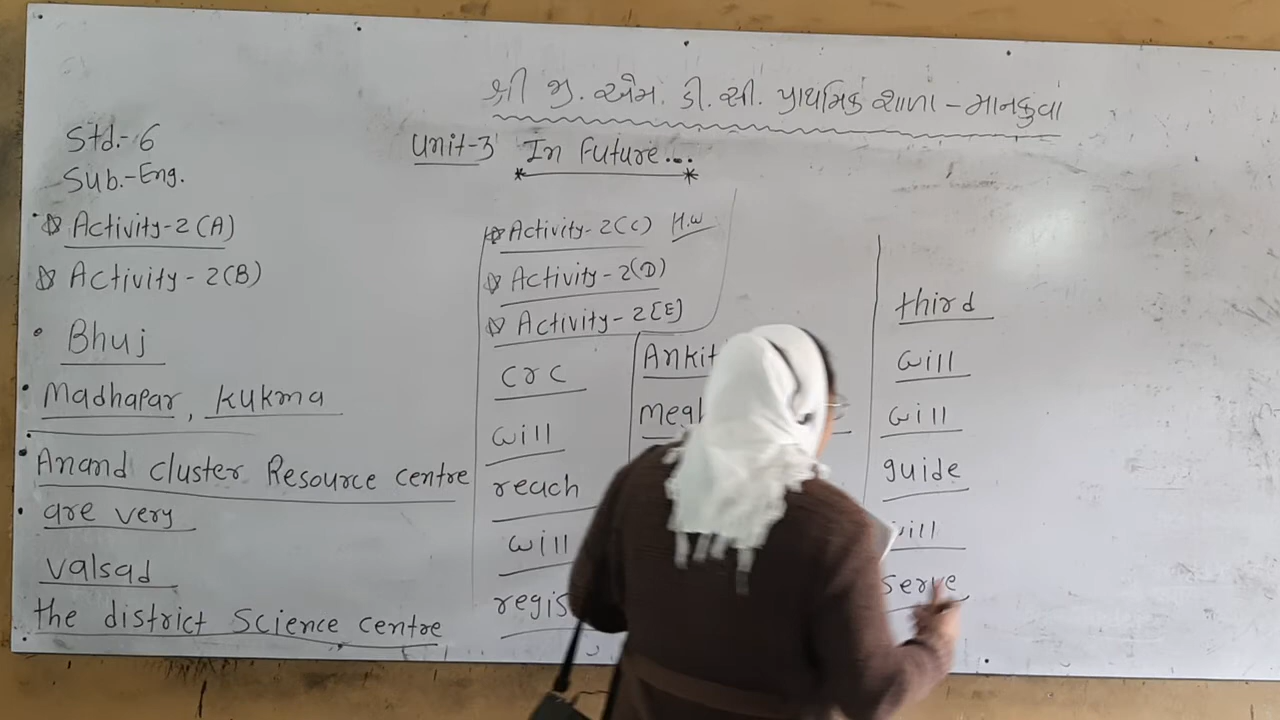 શ્રી જી. એમ. ડી. સી. પ્રાથમિક શાળા - માનકુવા
Std.- 6
Sub.-Eng.
Unit-3 In Future...
Activity-2(A)
Activity-2(B)
Bhuj
Madhapar, Kukma
Anand cluster Resource centre
are very
valsad
the district science centre
Activity-2(C) H.W
Activity-2(D)
Activity-2[E]
crc
will
reach
will
third
will
will
guide
serve